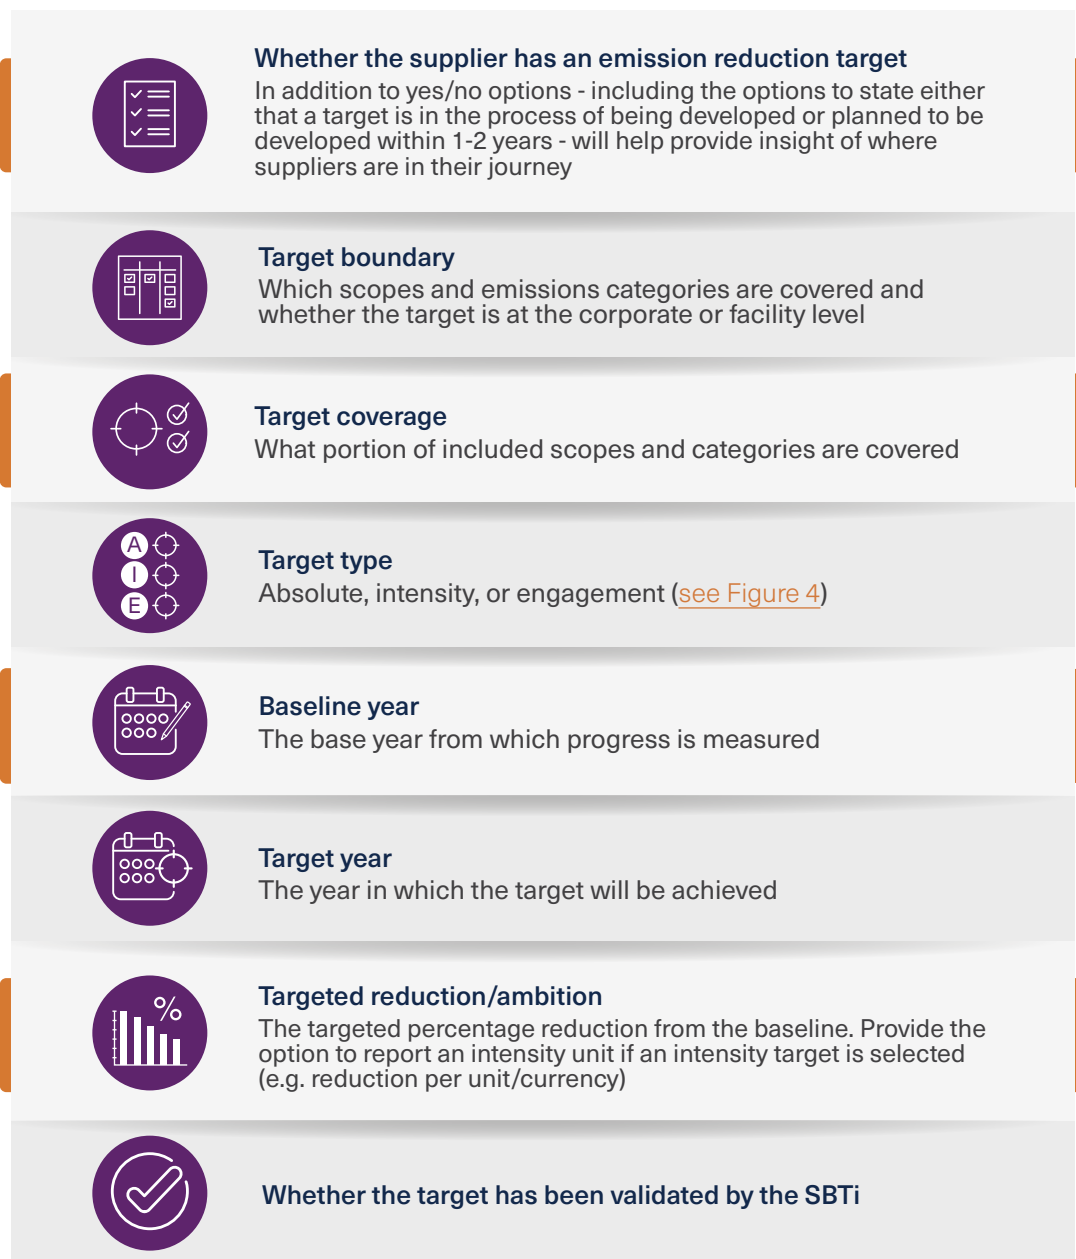 Whether the supplier has an emission reduction target
In addition to yes/no options - including the options to state either
that a target is in the process of being developed or planned to be
developed within 1-2 years - will help provide insight of where
suppliers are in their journey
Target boundary
Which scopes and emissions categories are covered and
whether the target is at the corporate or facility level
Target coverage
What portion of included scopes and categories are covered
A
I
E
Target type
Absolute, intensity, or engagement (see Figure 4)
Baseline year
The base year from which progress is measured
Target year
The year in which the target will be achieved
%
Targeted reduction/ambition
The targeted percentage reduction from the baseline. Provide the
option to report an intensity unit if an intensity target is selected
(e.g. reduction per unit/currency)
Whether the target has been validated by the SBTi